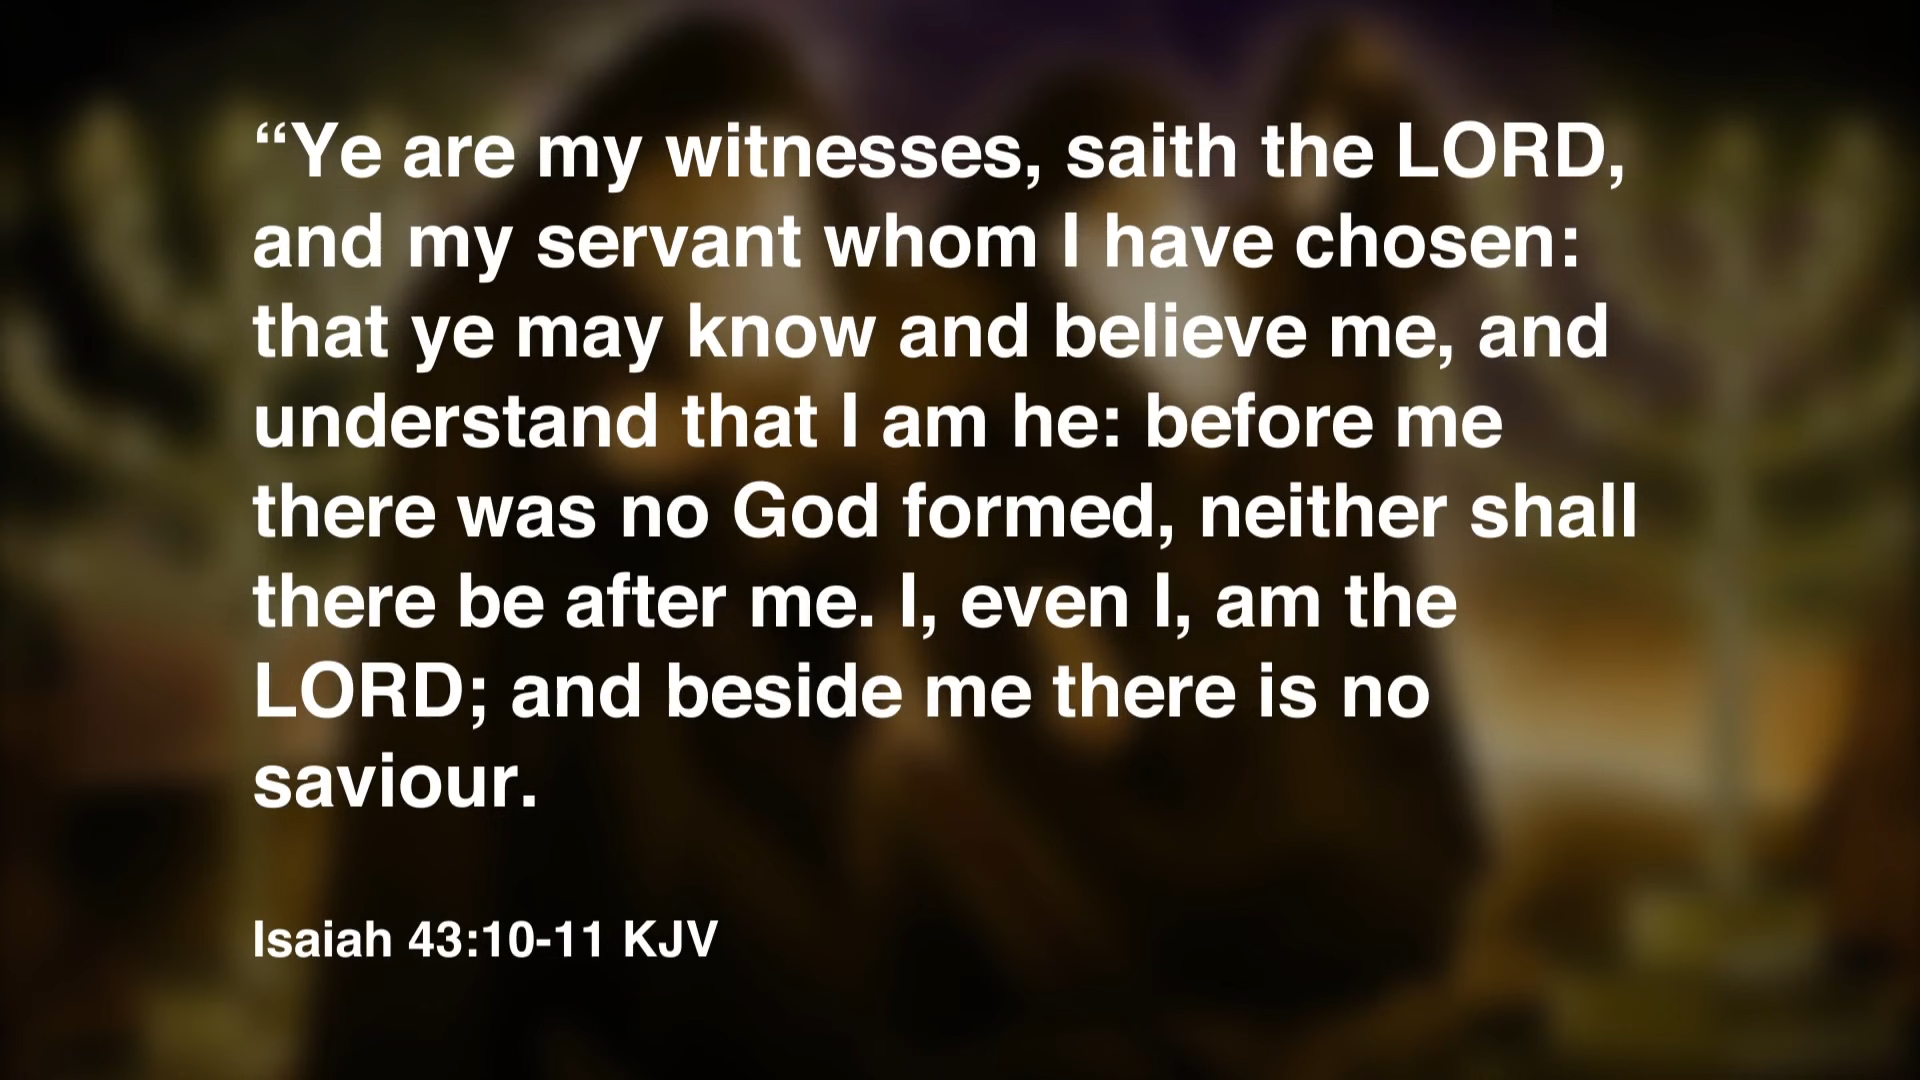 “Ye are my witnesses, saith the LORD,
and my servant whom I have chosen:
that ye may know and believe me, and
understand that I am he: before me
there was no God formed, neither shall
there be after me. I, even I, am the
LORD; and beside me there is no
saviour.
Isaiah 43:10-11 KJV